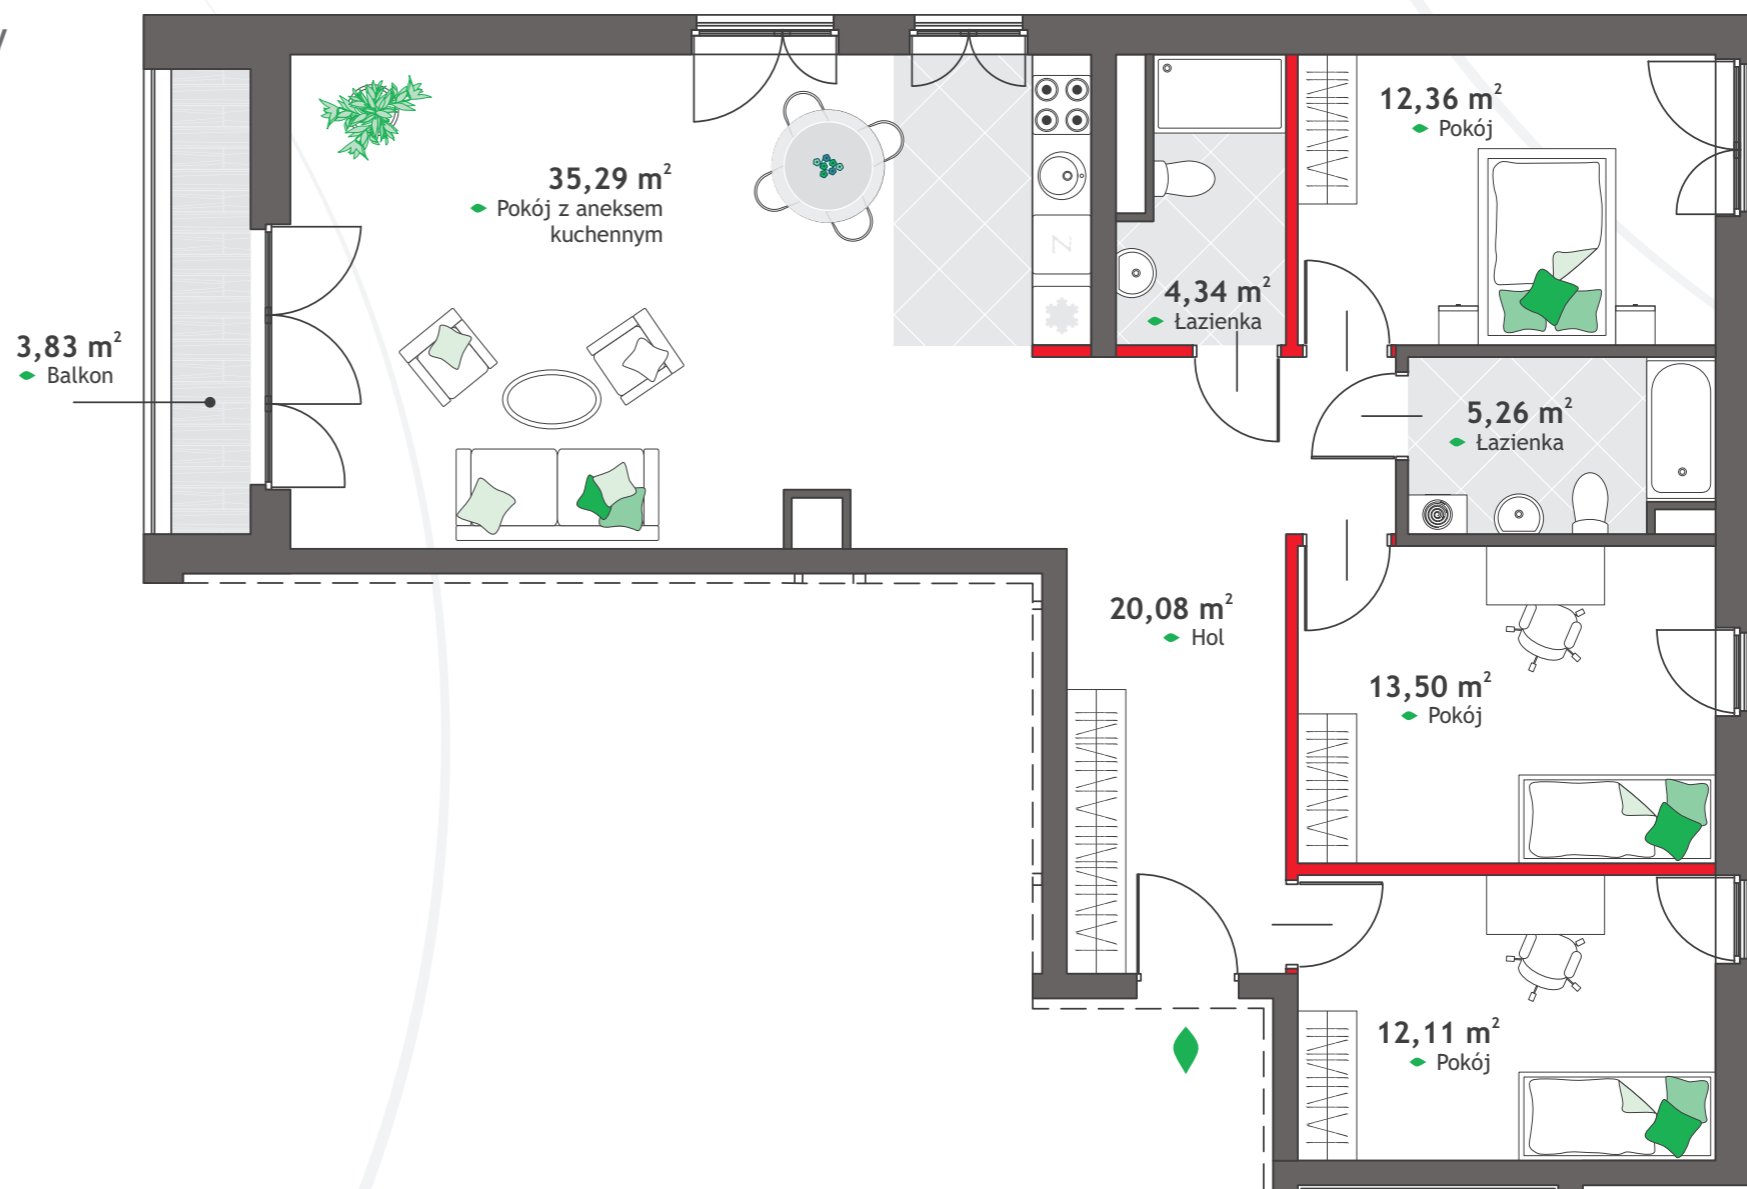 12,36 m²
Pokój
35,29 m²
Pokój z aneksem
kuchennym
Z
4,34 m²
Łazienka
3,83 m²
Balkon
5,26 m²
Łazienka
20,08 m²
Hol
13,50 m²
Pokój
12,11 m²
Pokój